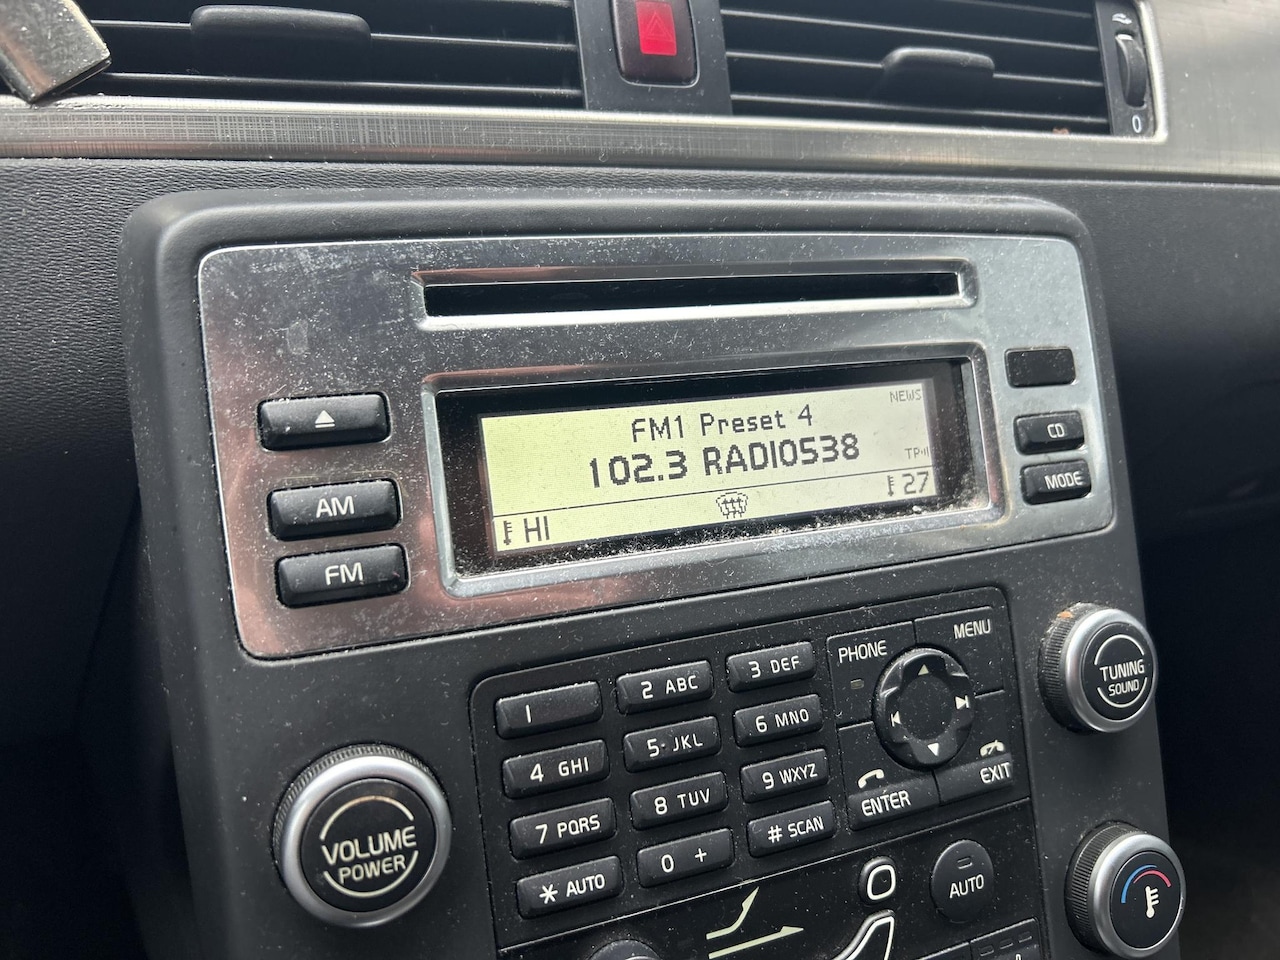 0
NEWS
FM1 Preset 4
102.3 RADIOS38
TP
HI
27
AM
FM
CD
MODE
PHONE
MENU
1
2 ABC
3 DEF
4 GHI
5 JKL
6 MNO
7 PQRS
8 TUV
9 WXYZ
* AUTO
0 +
# SCAN
ENTER
EXIT
TUNING
SOUND
VOLUME
POWER
AUTO